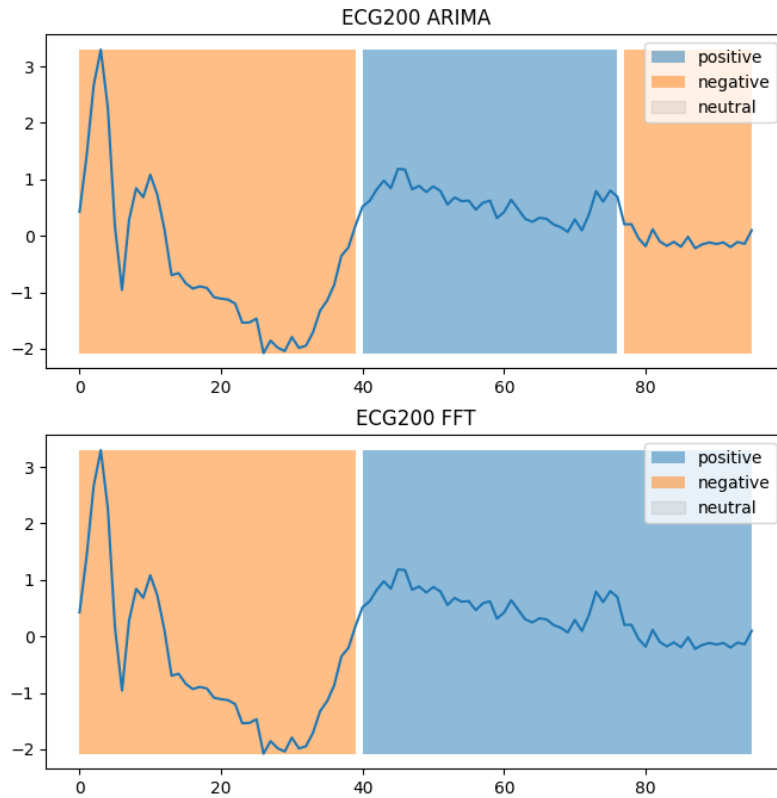 ECG200 ARIMA
positive
negative
neutral
3
2
1
0
−1
−2
0 20 40 60 80
ECG200 FFT
positive
negative
neutral
3
2
1
0
−1
−2
0 20 40 60 80